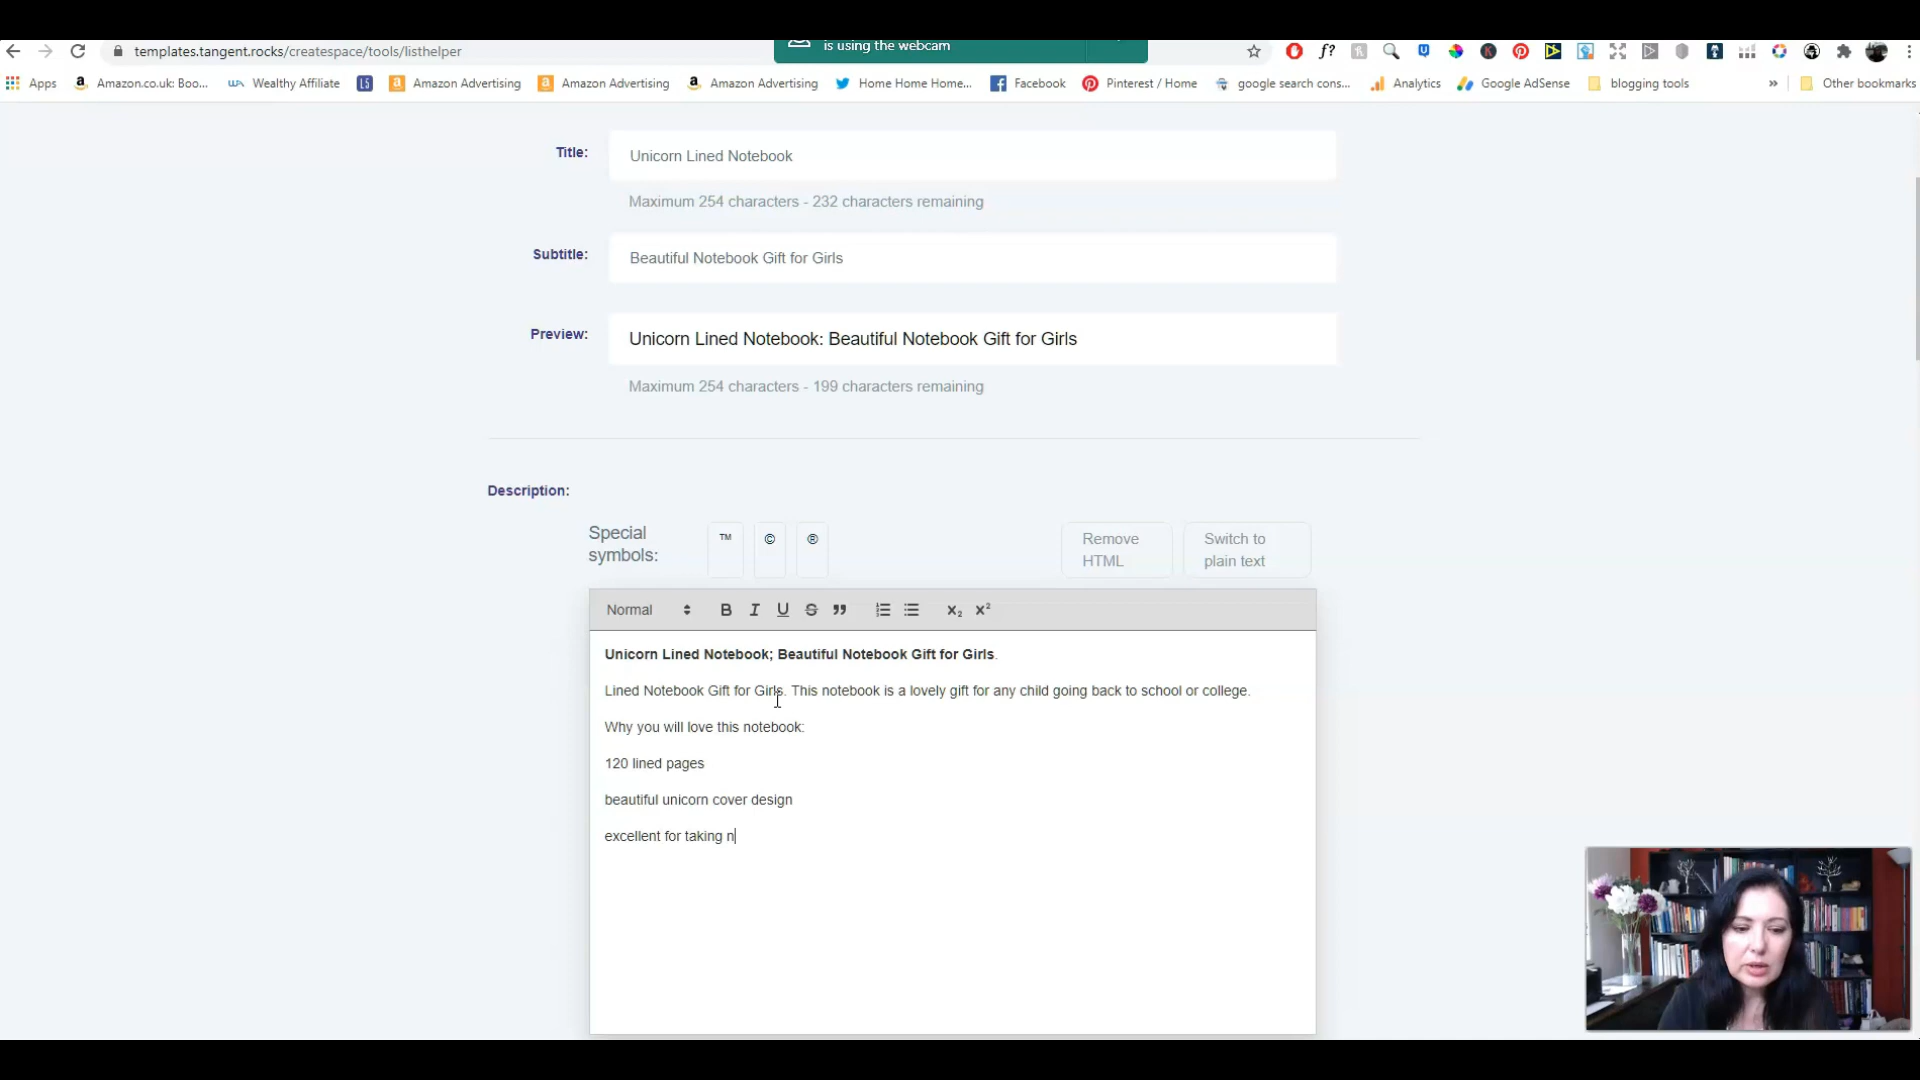 is using the webcam
templates.tangent.rocks/createspace/tools/listhelper
Apps Amazon.co.uk: Boo... Wealthy Affiliate Amazon Advertising Amazon Advertising Amazon Advertising Home Home Home... Facebook Pinterest / Home google search cons... Analytics Google AdSense blogging tools » Other bookmarks
Title: Unicorn Lined Notebook
Maximum 254 characters - 232 characters remaining
Subtitle: Beautiful Notebook Gift for Girls
Preview: Unicorn Lined Notebook: Beautiful Notebook Gift for Girls
Maximum 254 characters - 199 characters remaining
Description:
Special symbols: ™ © ® Remove HTML Switch to plain text
Normal B I U S X₂ X²
Unicorn Lined Notebook; Beautiful Notebook Gift for Girls.
Lined Notebook Gift for Girls. This notebook is a lovely gift for any child going back to school or college.
Why you will love this notebook:
120 lined pages
beautiful unicorn cover design
excellent for taking n